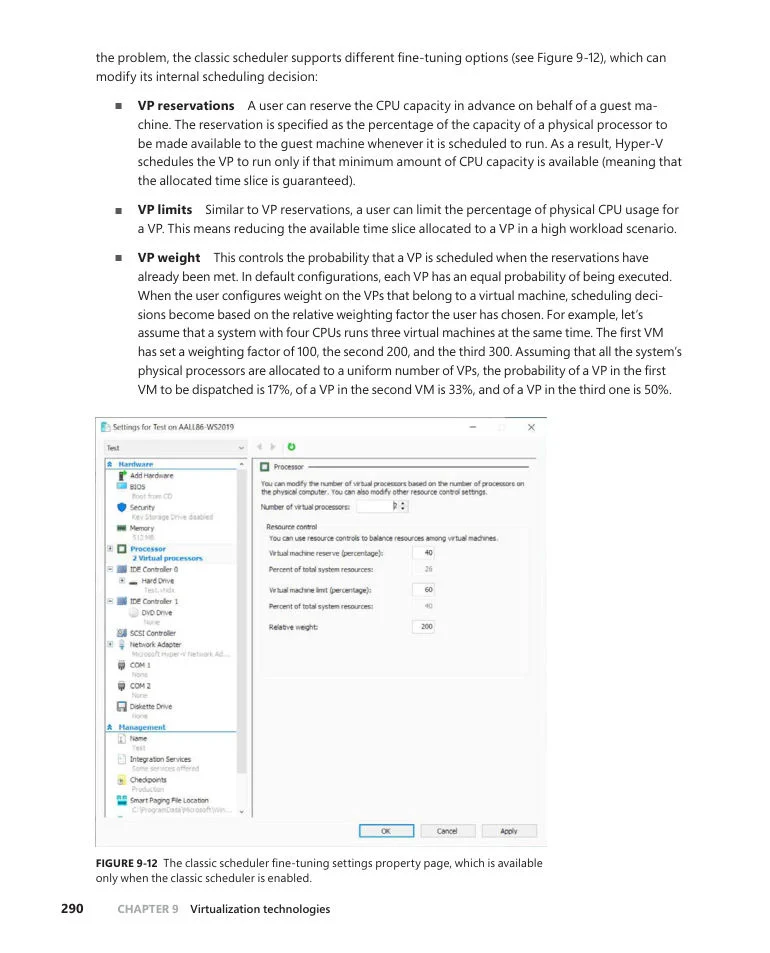 the problem, the classic scheduler supports different fine-tuning options (see Figure 9-12), which can
modify its internal scheduling decision:
■ VP reservations A user can reserve the CPU capacity in advance on behalf of a guest ma-
chine. The reservation is specified as the percentage of the capacity of a physical processor to
be made available to the guest machine whenever it is scheduled to run. As a result, Hyper-V
schedules the VP to run only if that minimum amount of CPU capacity is available (meaning that
the allocated time slice is guaranteed).
■ VP limits Similar to VP reservations, a user can limit the percentage of physical CPU usage for
a VP. This means reducing the available time slice allocated to a VP in a high workload scenario.
■ VP weight This controls the probability that a VP is scheduled when the reservations have
already been met. In default configurations, each VP has an equal probability of being executed.
When the user configures weight on the VPs that belong to a virtual machine, scheduling deci-
sions become based on the relative weighting factor the user has chosen. For example, let's
assume that a system with four CPUs runs three virtual machines at the same time. The first VM
has set a weighting factor of 100, the second 200, and the third 300. Assuming that all the system's
physical processors are allocated to a uniform number of VPs, the probability of a VP in the first
VM to be dispatched is 17%, of a VP in the second VM is 33%, and of a VP in the third one is 50%.
Settings for Test on AALL86-WS2019
Test
Hardware
Add Hardware
BIOS
Boot from CD
Security
Key Storage Drive disabled
Memory
512 MB
Processor
2 Virtual processors
IDE Controller 0
Hard Drive
Test.vhdx
IDE Controller 1
DVD Drive
None
SCSI Controller
Network Adapter
Microsoft Hyper-V Network Ad...
COM 1
None
COM 2
None
Diskette Drive
None
Management
Name
Test
Integration Services
Some services offered
Checkpoints
Production
Smart Paging File Location
C:\ProgramData\Microsoft\Win...
Processor
You can modify the number of virtual processors based on the number of processors on
the physical computer. You can also modify other resource control settings.
Number of virtual processors:
Resource control
You can use resource controls to balance resources among virtual machines.
Virtual machine reserve (percentage): 40
Percent of total system resources: 26
Virtual machine limit (percentage): 60
Percent of total system resources: 40
Relative weight: 200
OK Cancel Apply
FIGURE 9-12 The classic scheduler fine-tuning settings property page, which is available
only when the classic scheduler is enabled.
290 CHAPTER 9 Virtualization technologies